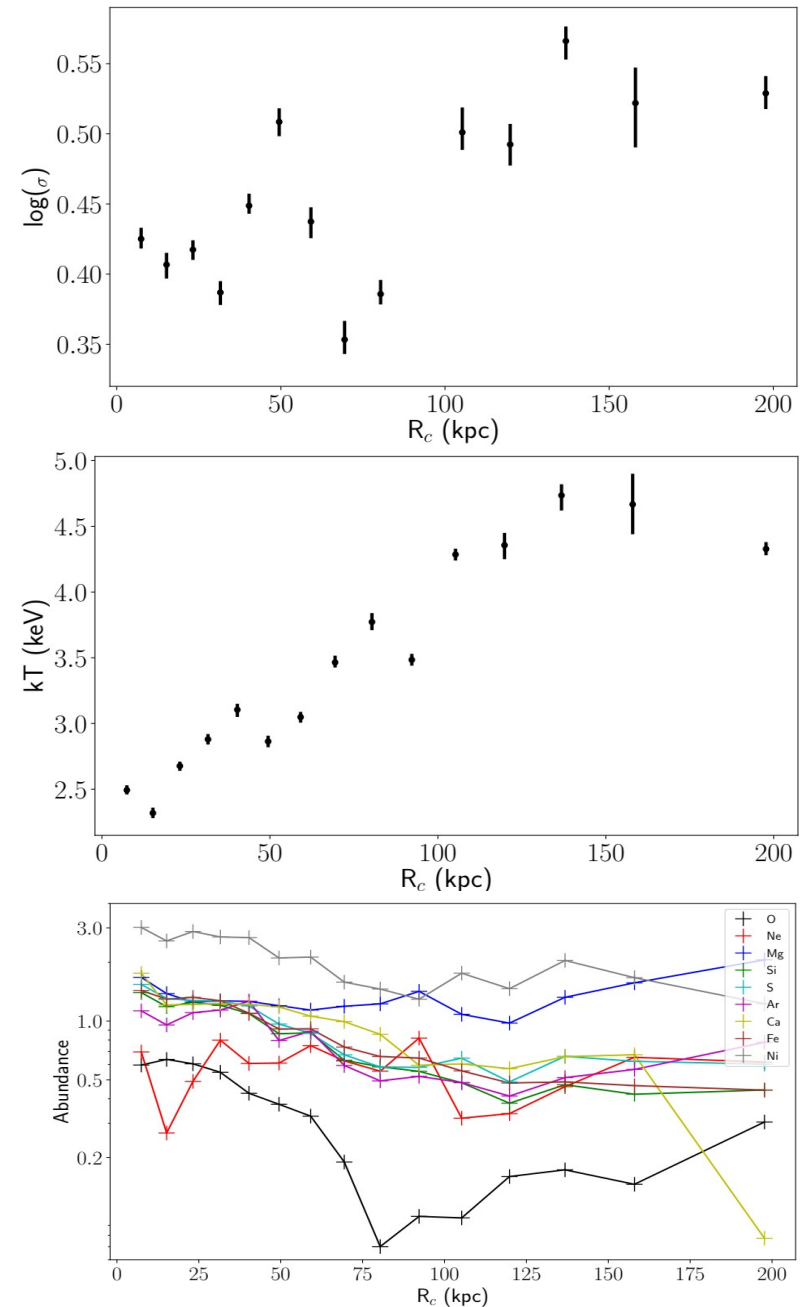 0.55
0.50
0.45
0.40
0.35
log(σ)
0 50 100 150 200
R_c (kpc)
5.0
4.5
4.0
3.5
3.0
2.5
kT (keV)
0 50 100 150 200
R_c (kpc)
3.0
1.0
0.5
0.2
Abundance
O
Ne
Mg
Si
S
Ar
Ca
Fe
Ni
0 25 50 75 100 125 150 175 200
R_c (kpc)